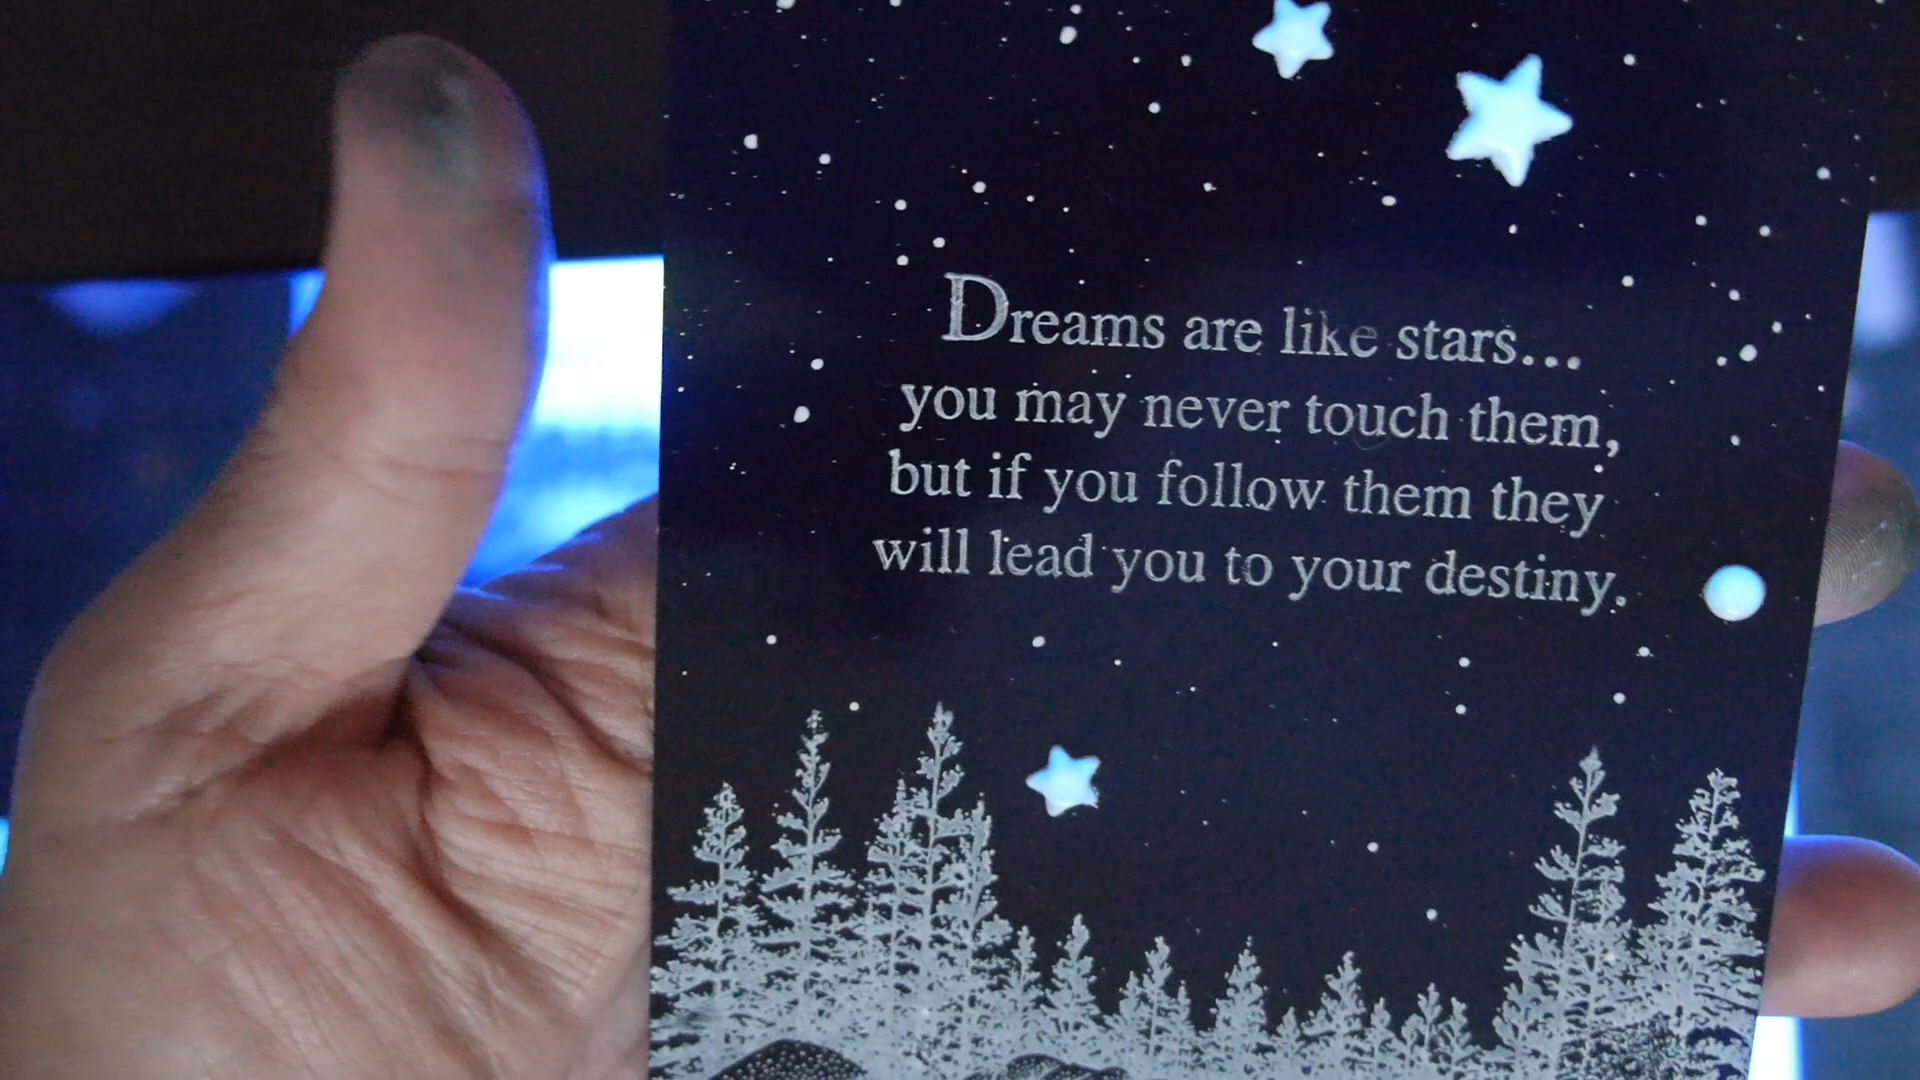 Dreams are like stars...
you may never touch them,
but if you follow them they
will lead you to your destiny.